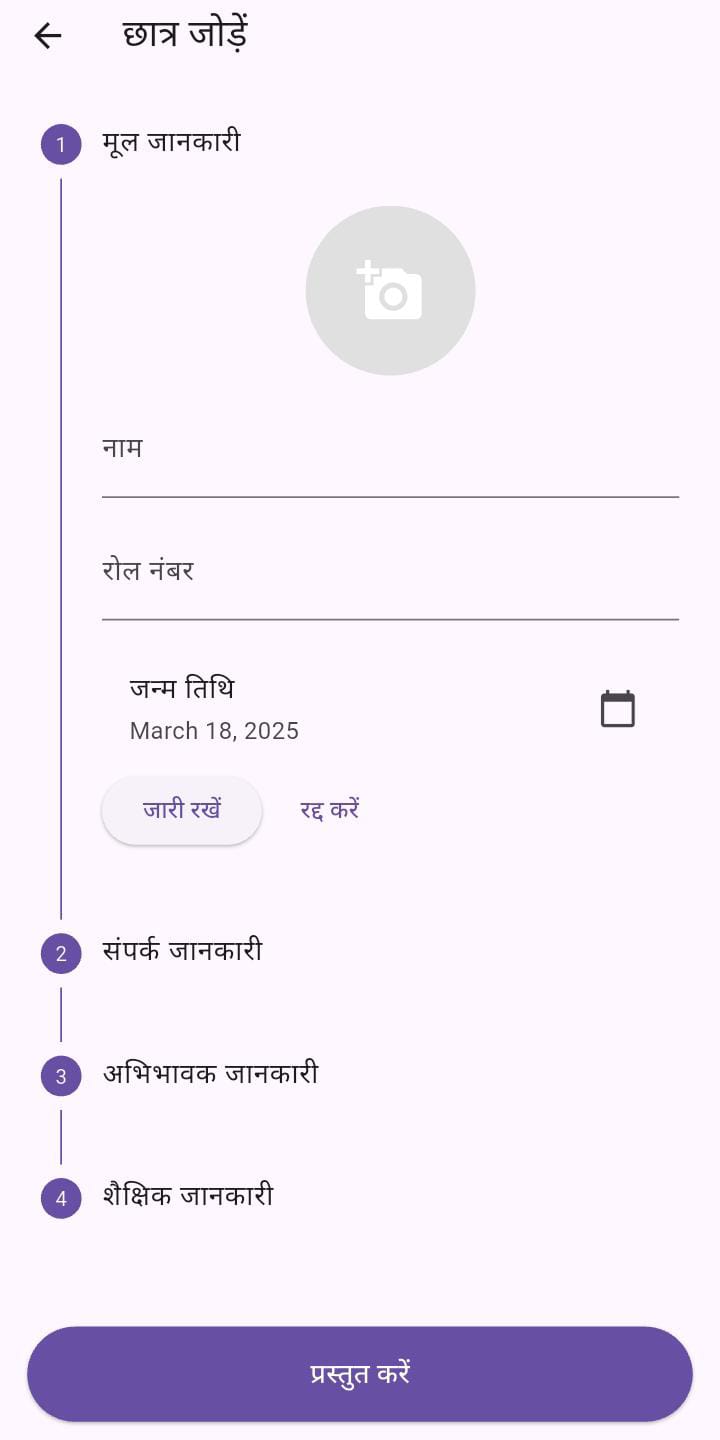 छात्र जोड़ें
1 मूल जानकारी
नाम
रोल नंबर
जन्म तिथि
March 18, 2025
जारी रखें रद्द करें
2 संपर्क जानकारी
3 अभिभावक जानकारी
4 शैक्षिक जानकारी
प्रस्तुत करें